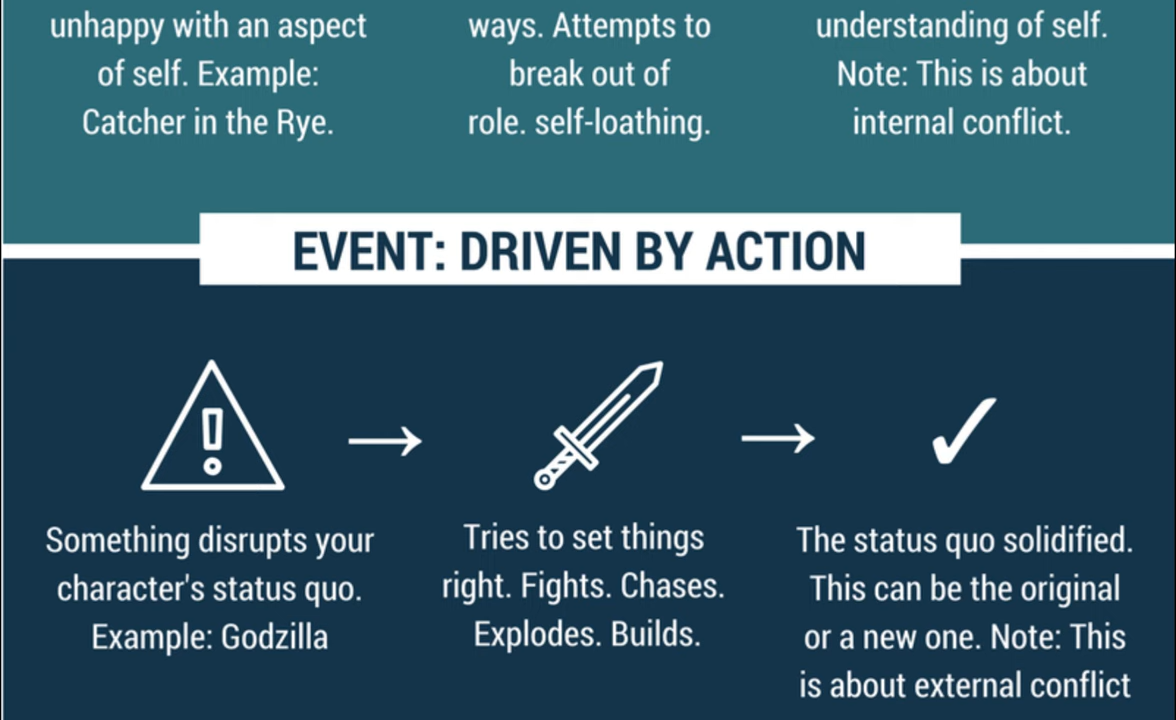 unhappy with an aspect
of self. Example:
Catcher in the Rye.
ways. Attempts to
break out of
role. self-loathing.
understanding of self.
Note: This is about
internal conflict.
EVENT: DRIVEN BY ACTION
Something disrupts your
character's status quo.
Example: Godzilla
Tries to set things
right. Fights. Chases.
Explodes. Builds.
The status quo solidified.
This can be the original
or a new one. Note: This
is about external conflict